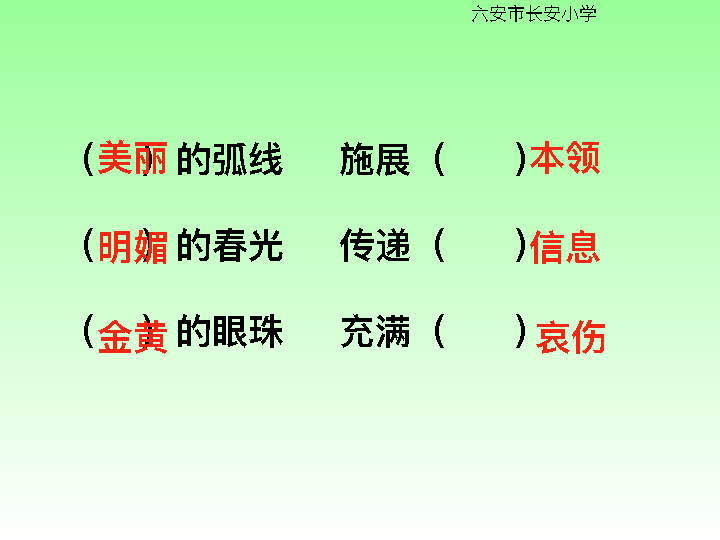 六安市长安小学
(美丽)的弧线 施展( )本领
(明媚)的春光 传递( )信息
(金黄)的眼珠 充满( )哀伤